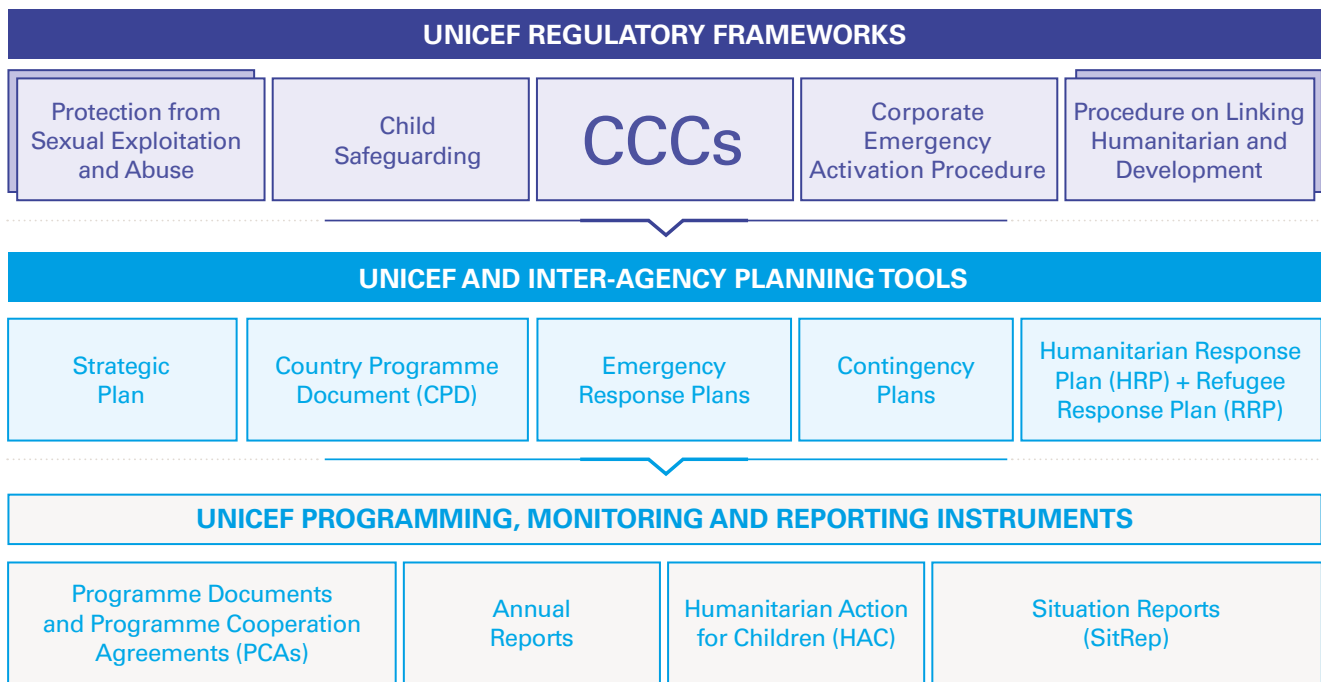 UNICEF REGULATORY FRAMEWORKS
Protection from
Sexual Exploitation
and Abuse
Child
Safeguarding
CCCs
Corporate
Emergency
Activation Procedure
Procedure on Linking
Humanitarian and
Development
UNICEF AND INTER-AGENCY PLANNING TOOLS
Strategic
Plan
Country Programme
Document (CPD)
Emergency
Response Plans
Contingency
Plans
Humanitarian Response
Plan (HRP) + Refugee
Response Plan (RRP)
UNICEF PROGRAMMING, MONITORING AND REPORTING INSTRUMENTS
Programme Documents
and Programme Cooperation
Agreements (PCAs)
Annual
Reports
Humanitarian Action
for Children (HAC)
Situation Reports
(SitRep)